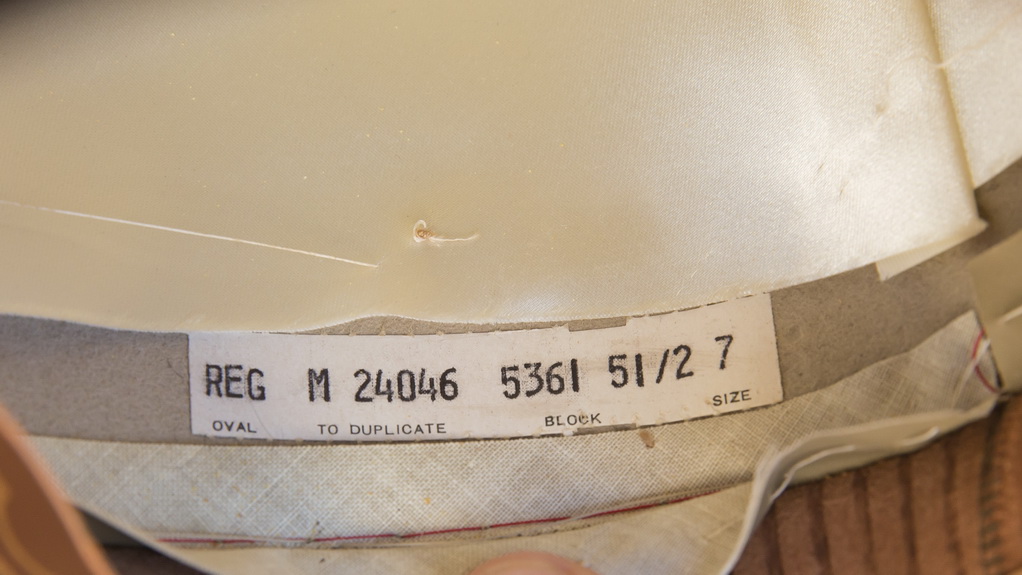 REG M 24046 5361 51/2 7
OVAL TO DUPLICATE BLOCK SIZE